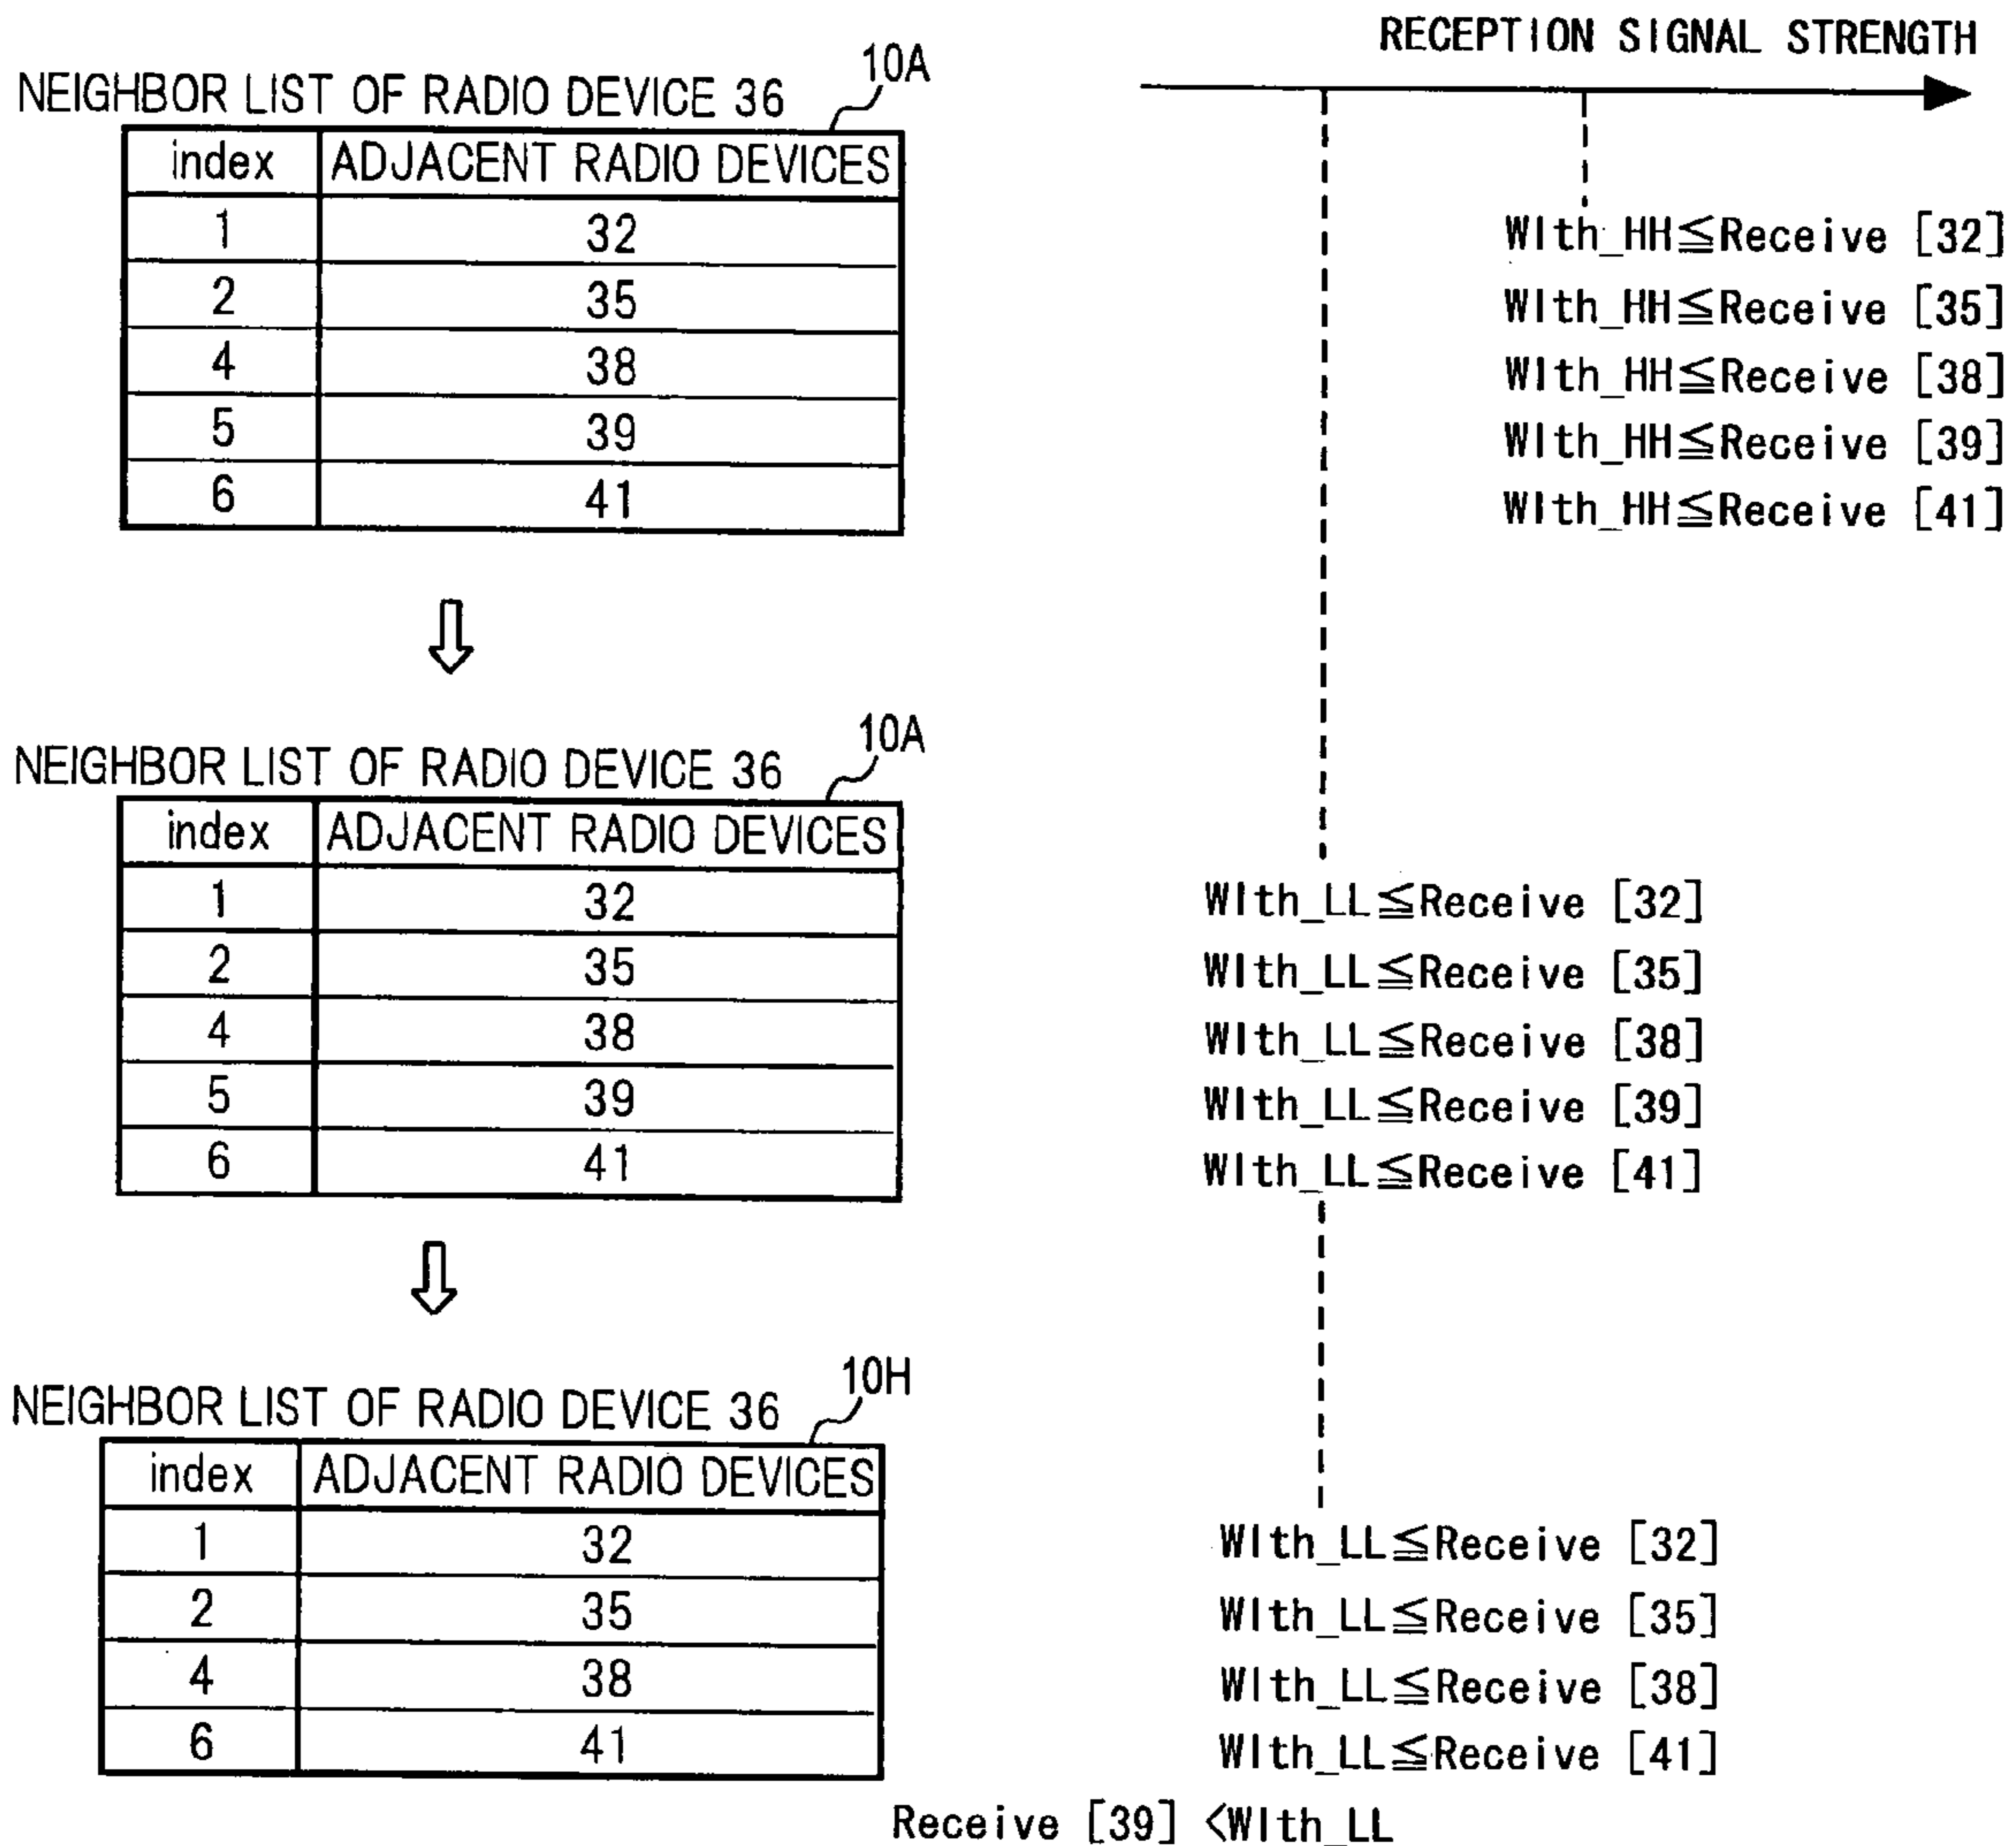 RECEPTION SIGNAL STRENGTH
10A
NEIGHBOR LIST OF RADIO DEVICE 36
index ADJACENT RADIO DEVICES
1 32
2 35
4 38
5 39
6 41
WIth_HH≦Receive [32]
WIth_HH≦Receive [35]
WIth_HH≦Receive [38]
WIth_HH≦Receive [39]
WIth_HH≦Receive [41]
10A
NEIGHBOR LIST OF RADIO DEVICE 36
index ADJACENT RADIO DEVICES
1 32
2 35
4 38
5 39
6 41
WIth_LL≦Receive [32]
WIth_LL≦Receive [35]
WIth_LL≦Receive [38]
WIth_LL≦Receive [39]
WIth_LL≦Receive [41]
10H
NEIGHBOR LIST OF RADIO DEVICE 36
index ADJACENT RADIO DEVICES
1 32
2 35
4 38
6 41
WIth_LL≦Receive [32]
WIth_LL≦Receive [35]
WIth_LL≦Receive [38]
WIth_LL≦Receive [41]
Receive [39] <WIth_LL